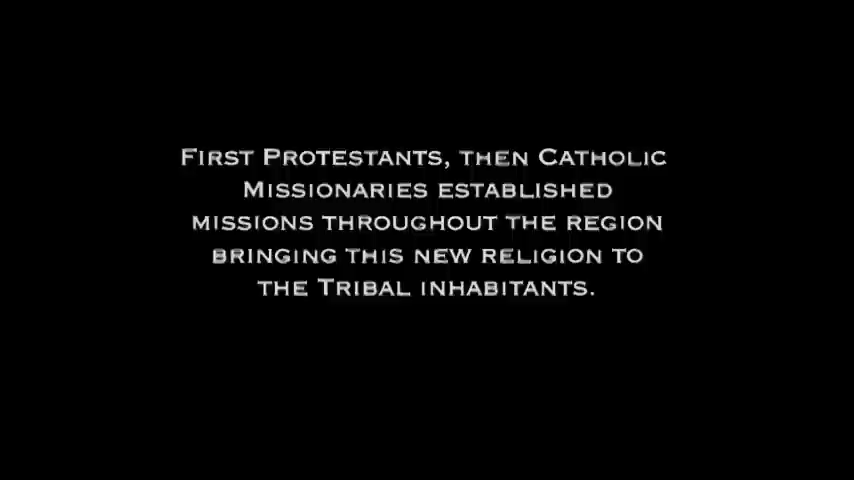 First Protestants, then Catholic
Missionaries established
missions throughout the region
bringing this new religion to
the Tribal inhabitants.